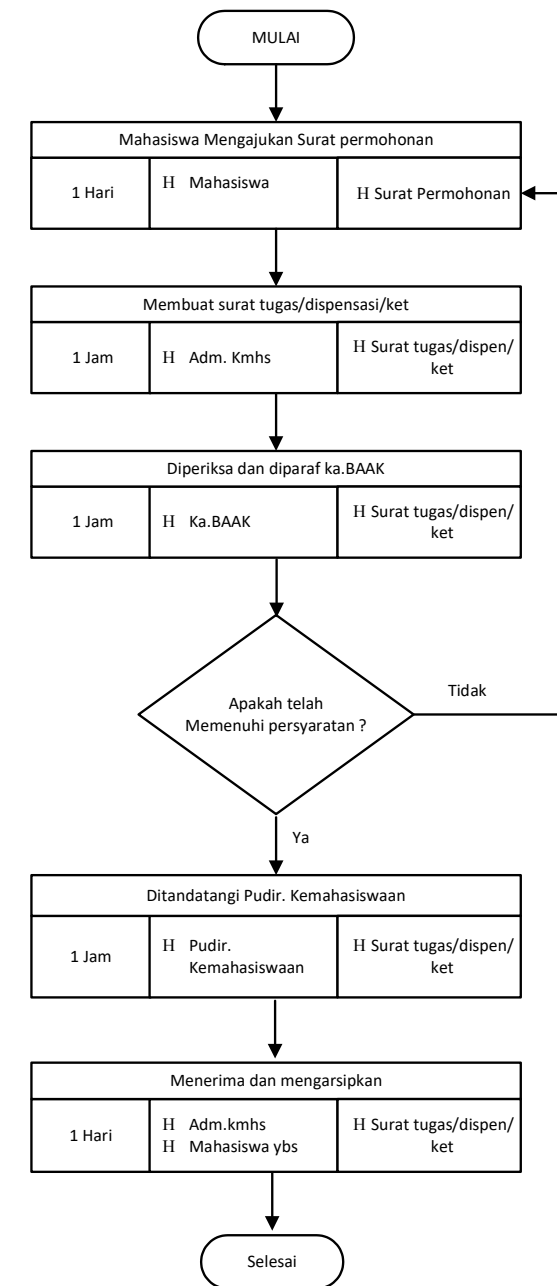 MULAI
Mahasiswa Mengajukan Surat permohonan
1 Hari
H Mahasiswa
H Surat Permohonan
Membuat surat tugas/dispensasi/ket
1 Jam
H Adm. Kmhs
H Surat tugas/dispen/
ket
Diperiksa dan diparaf ka.BAAK
1 Jam
H Ka.BAAK
H Surat tugas/dispen/
ket
Apakah telah
Memenuhi persyaratan ?
Tidak
Ya
Ditandatangi Pudir. Kemahasiswaan
1 Jam
H Pudir.
Kemahasiswaan
H Surat tugas/dispen/
ket
Menerima dan mengarsipkan
1 Hari
H Adm.kmhs
H Mahasiswa ybs
H Surat tugas/dispen/
ket
Selesai